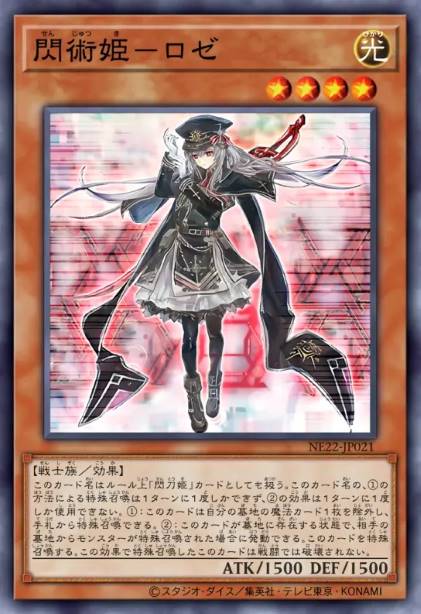 閃術姫-ロゼ
光
NE22-JP021
【戦士族/効果】
このカード名はルール上「閃刀姫」カードとしても扱う。このカード名の、①の
方法による特殊召喚は1ターンに1度しかできず、②の効果は1ターンに1度
しか使用できない。①:このカードは自分の墓地の魔法カード1枚を除外し、
手札から特殊召喚できる。②:このカードが墓地に存在する状態で、相手の
墓地からモンスターが特殊召喚された場合に発動できる。このカードを特殊
召喚する。この効果で特殊召喚したこのカードは戦闘では破壊されない。
ATK/1500 DEF/1500
©スタジオ・ダイス/集英社・テレビ東京・KONAMI